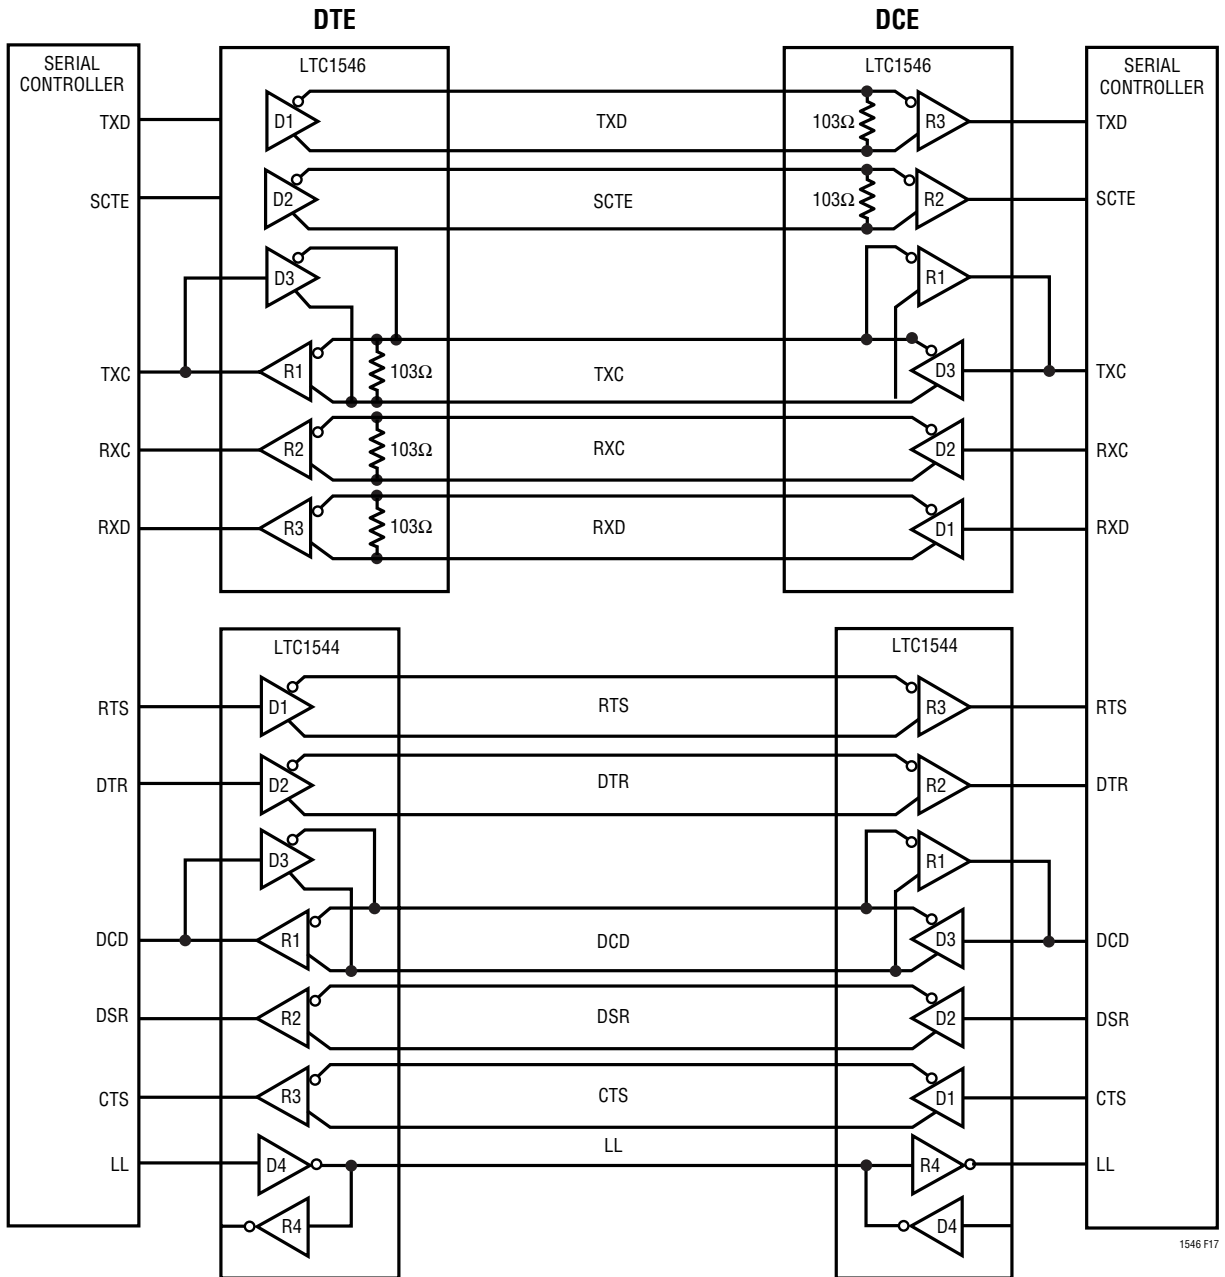 DTE
DCE
SERIAL
CONTROLLER
LTC1546
LTC1546
SERIAL
CONTROLLER
TXD
D1
TXD
103Ω
R3
TXD
SCTE
D2
SCTE
103Ω
R2
SCTE
D3
R1
TXC
R1
103Ω
TXC
D3
TXC
RXC
R2
103Ω
RXC
D2
RXC
RXD
R3
103Ω
RXD
D1
RXD
LTC1544
LTC1544
RTS
D1
RTS
R3
RTS
DTR
D2
DTR
R2
DTR
D3
R1
DCD
R1
DCD
D3
DCD
DSR
R2
DSR
D2
DSR
CTS
R3
CTS
D1
CTS
LL
D4
LL
R4
LL
R4
D4
1546 F17